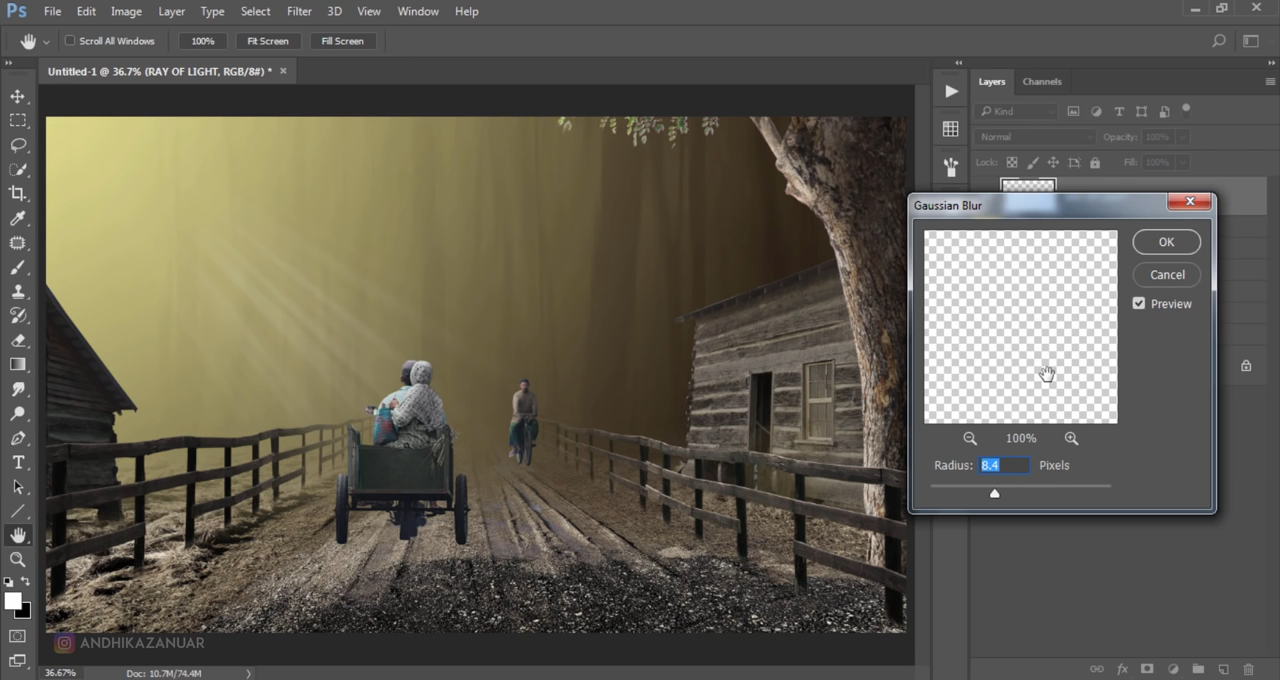 Ps File Edit Image Layer Type Select Filter 3D View Window Help
Scroll All Windows 100% Fit Screen Fill Screen
Untitled-1 @ 36.7% (RAY OF LIGHT, RGB/8#) *
Layers Channels
Kind
Normal Opacity: 100%
Lock: Fill: 100%
Gaussian Blur
OK
Cancel
Preview
100%
Radius: 8.4 Pixels
ANDHIKAZANUAR
36.67% Doc: 10.7M/74.4M